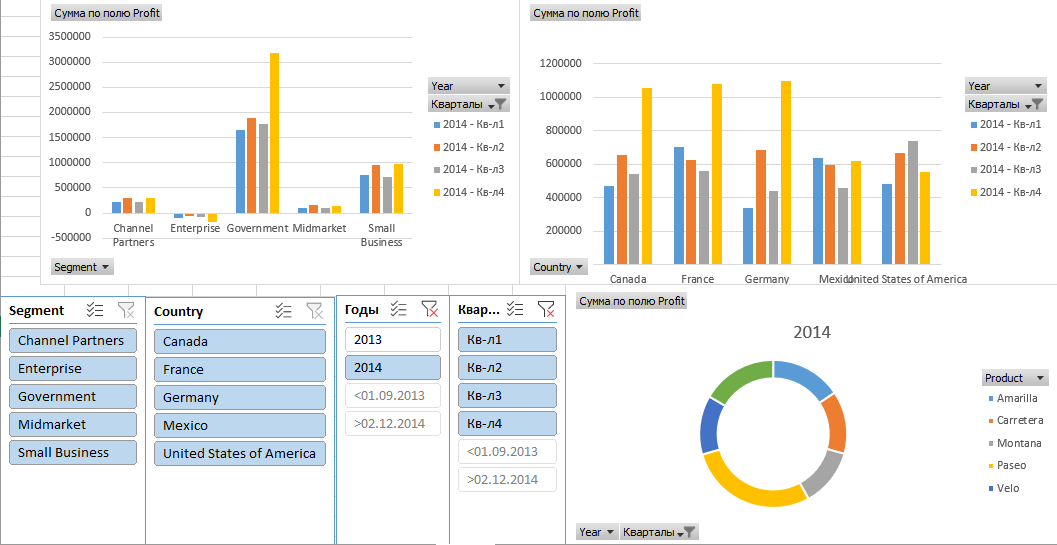 Сумма по полю Profit
3500000
3000000
2500000
2000000
1500000
1000000
500000
0
-500000
Channel Partners
Enterprise
Government
Midmarket
Small Business
Year
Кварталы
2014 - Кв-л1
2014 - Кв-л2
2014 - Кв-л3
2014 - Кв-л4
Segment
Сумма по полю Profit
1200000
1000000
800000
600000
400000
200000
Canada
France
Germany
Mexico
United States of America
Year
Кварталы
2014 - Кв-л1
2014 - Кв-л2
2014 - Кв-л3
2014 - Кв-л4
Country
Segment
Channel Partners
Enterprise
Government
Midmarket
Small Business
Country
Canada
France
Germany
Mexico
United States of America
Годы
2013
2014
<01.09.2013
>02.12.2014
Квар...
Кв-л1
Кв-л2
Кв-л3
Кв-л4
<01.09.2013
>02.12.2014
Сумма по полю Profit
2014
Product
Amarilla
Carretera
Montana
Paseo
Velo
Year
Кварталы